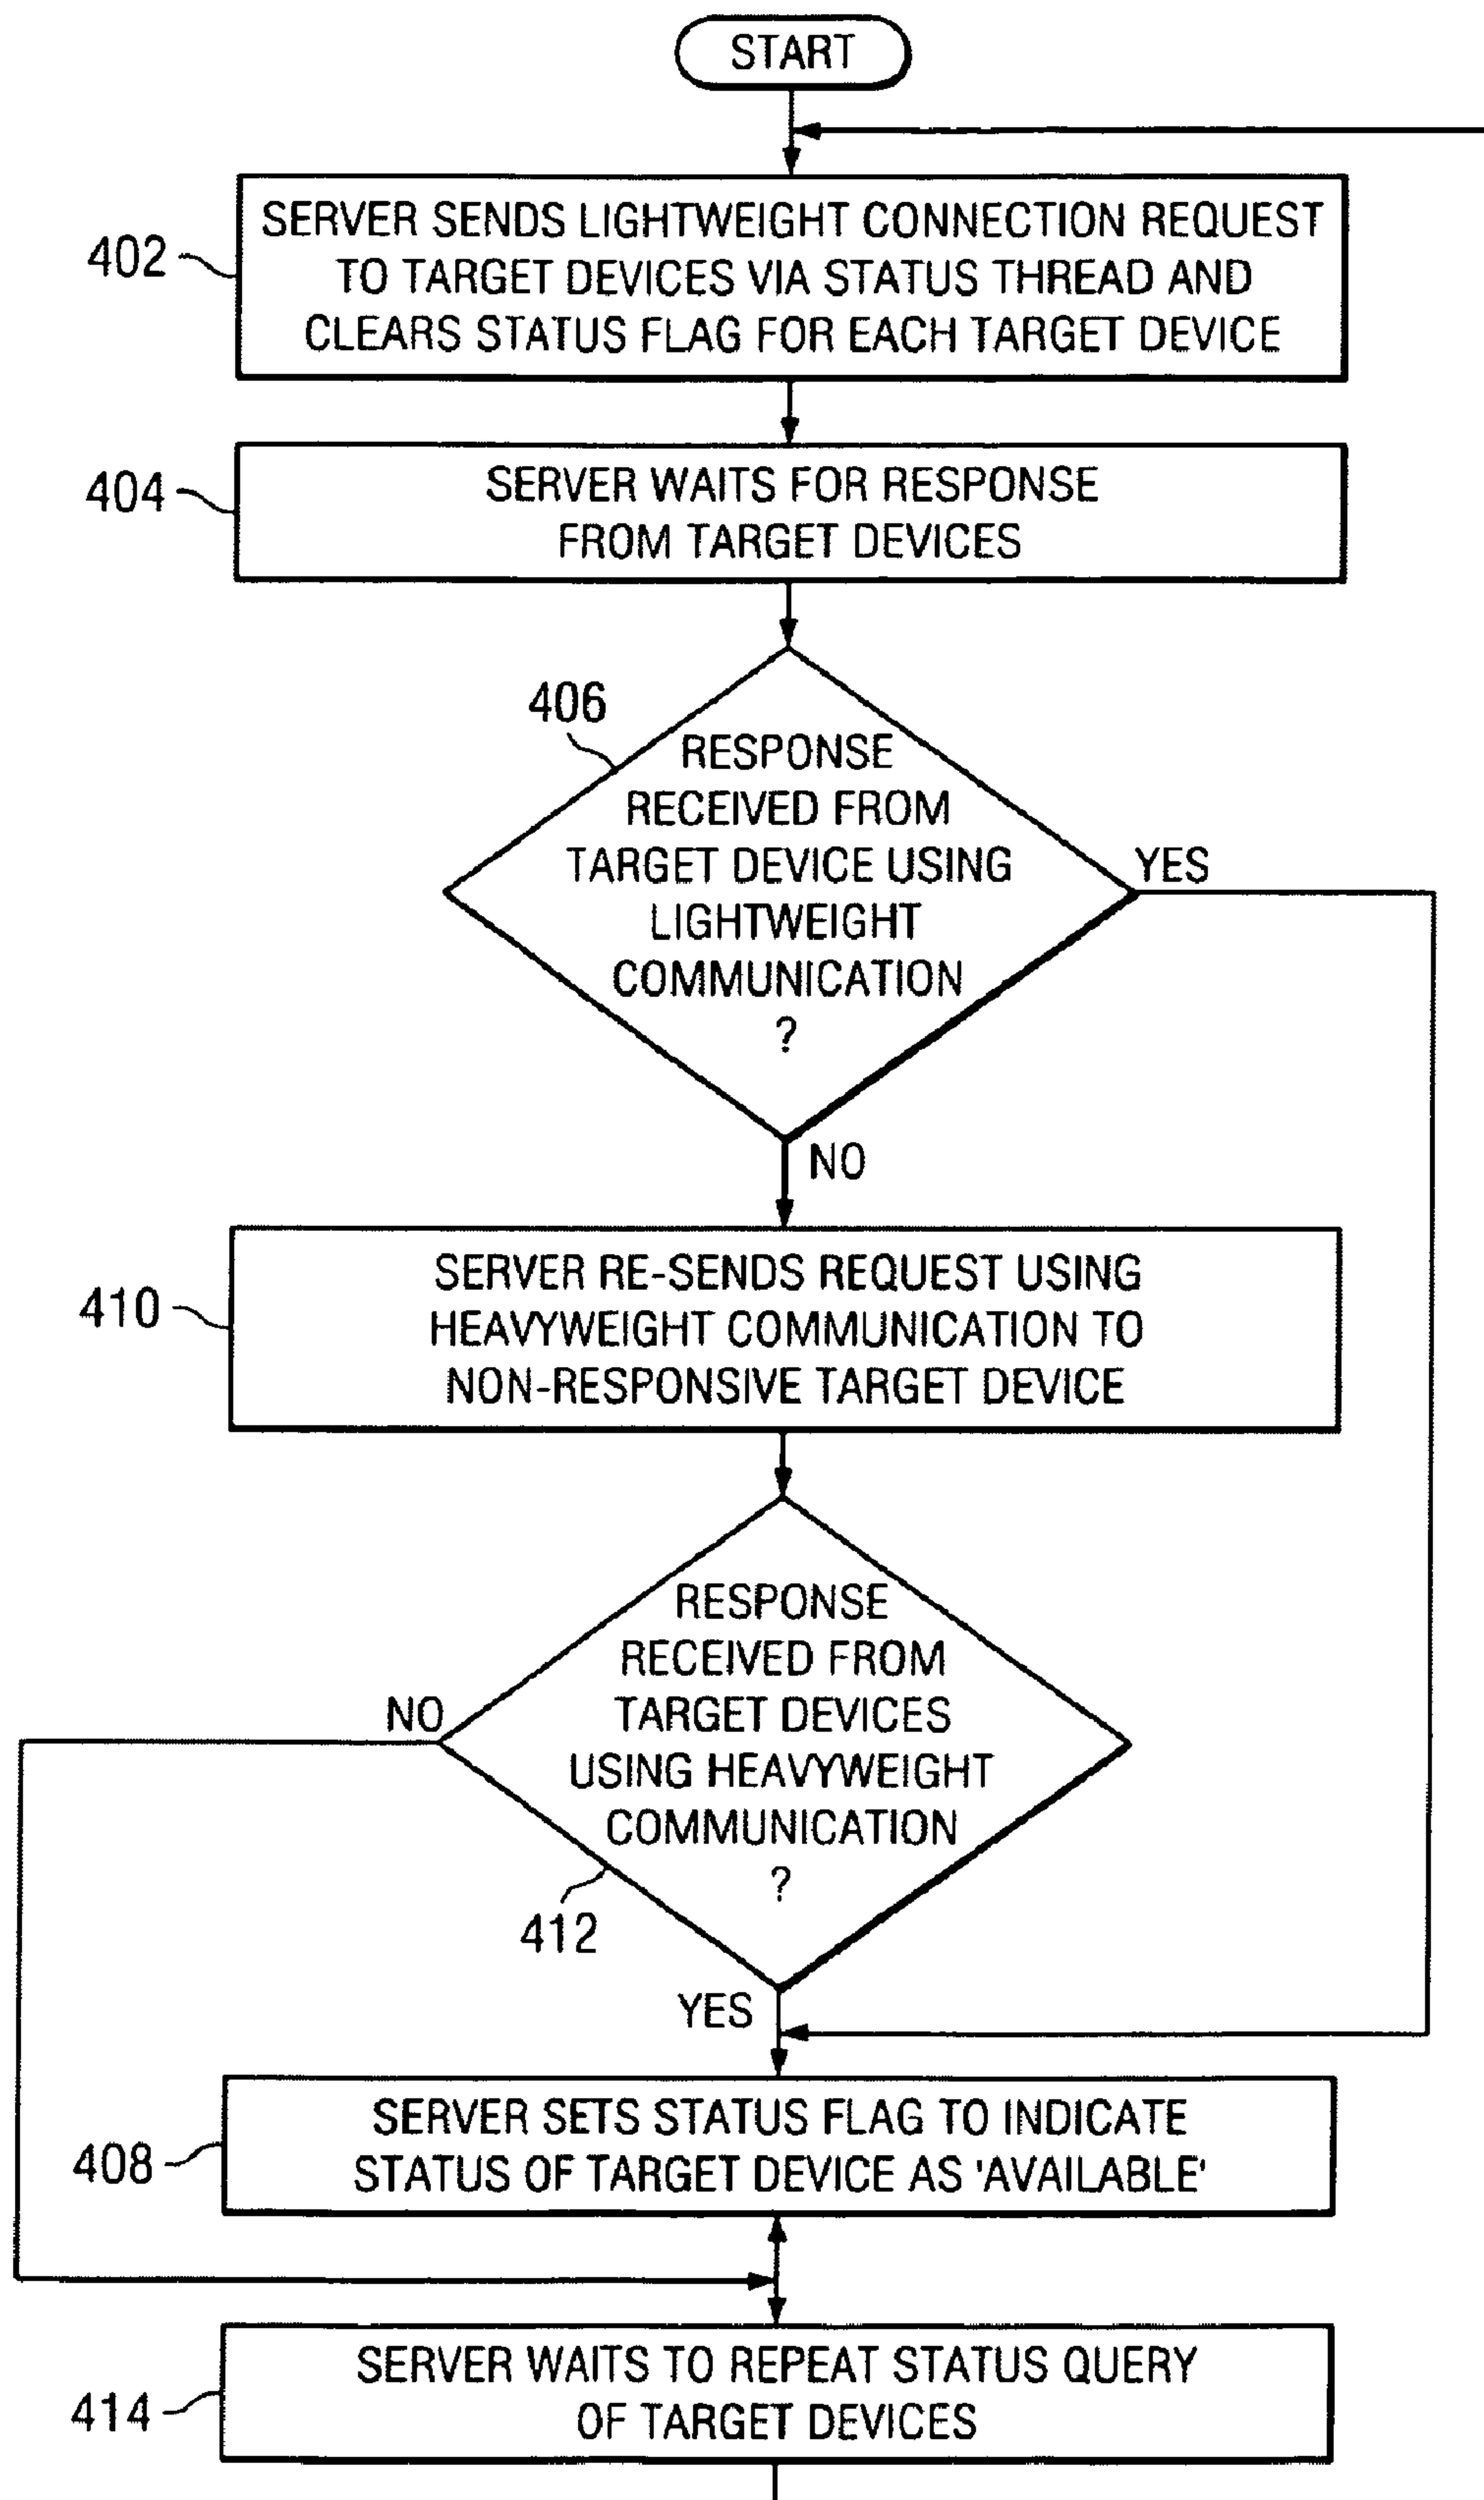 START
402
SERVER SENDS LIGHTWEIGHT CONNECTION REQUEST
TO TARGET DEVICES VIA STATUS THREAD AND
CLEARS STATUS FLAG FOR EACH TARGET DEVICE
404
SERVER WAITS FOR RESPONSE
FROM TARGET DEVICES
406
RESPONSE
RECEIVED FROM
TARGET DEVICE USING
LIGHTWEIGHT
COMMUNICATION
?
YES
NO
410
SERVER RE-SENDS REQUEST USING
HEAVYWEIGHT COMMUNICATION TO
NON-RESPONSIVE TARGET DEVICE
RESPONSE
RECEIVED FROM
TARGET DEVICES
USING HEAVYWEIGHT
COMMUNICATION
?
NO
412
YES
408
SERVER SETS STATUS FLAG TO INDICATE
STATUS OF TARGET DEVICE AS 'AVAILABLE'
414
SERVER WAITS TO REPEAT STATUS QUERY
OF TARGET DEVICES